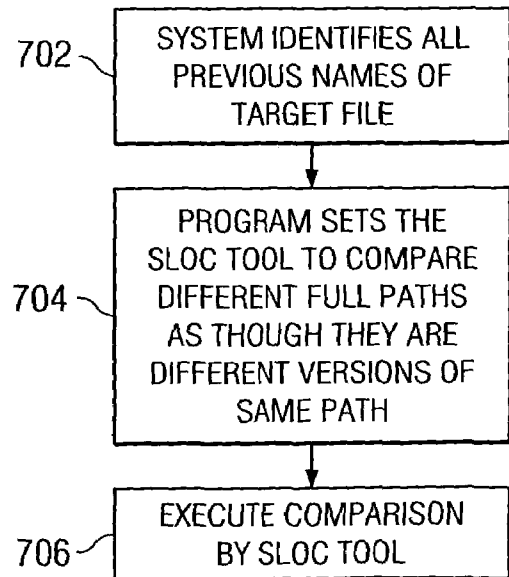 702
SYSTEM IDENTIFIES ALL
PREVIOUS NAMES OF
TARGET FILE
704
PROGRAM SETS THE
SLOC TOOL TO COMPARE
DIFFERENT FULL PATHS
AS THOUGH THEY ARE
DIFFERENT VERSIONS OF
SAME PATH
706
EXECUTE COMPARISON
BY SLOC TOOL